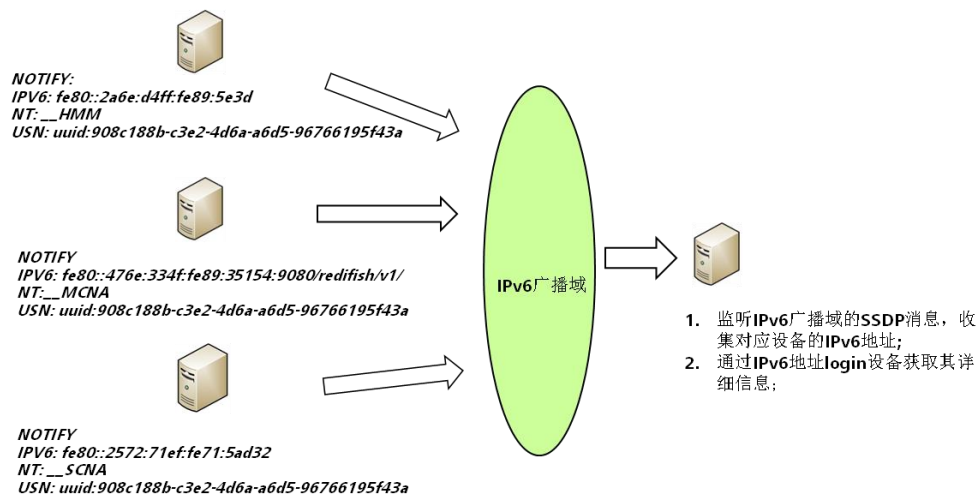 NOTIFY:
IPV6: fe80::2a6e:d4ff:fe89:5e3d
NT: __HMM
USN: uuid:908c188b-c3e2-4d6a-a6d5-96766195f43a
NOTIFY
IPV6: fe80::476e:334f:fe89:35154:9080/redifish/v1/
NT:__MCNA
USN: uuid:908c188b-c3e2-4d6a-a6d5-96766195f43a
NOTIFY
IPV6: fe80::2572:71ef:fe71:5ad32
NT: __SCNA
USN: uuid:908c188b-c3e2-4d6a-a6d5-96766195f43a
IPv6广播域
1. 监听IPv6广播域的SSDP消息，收
集对应设备的IPv6地址;
2. 通过IPv6地址login设备获取其详
细信息;